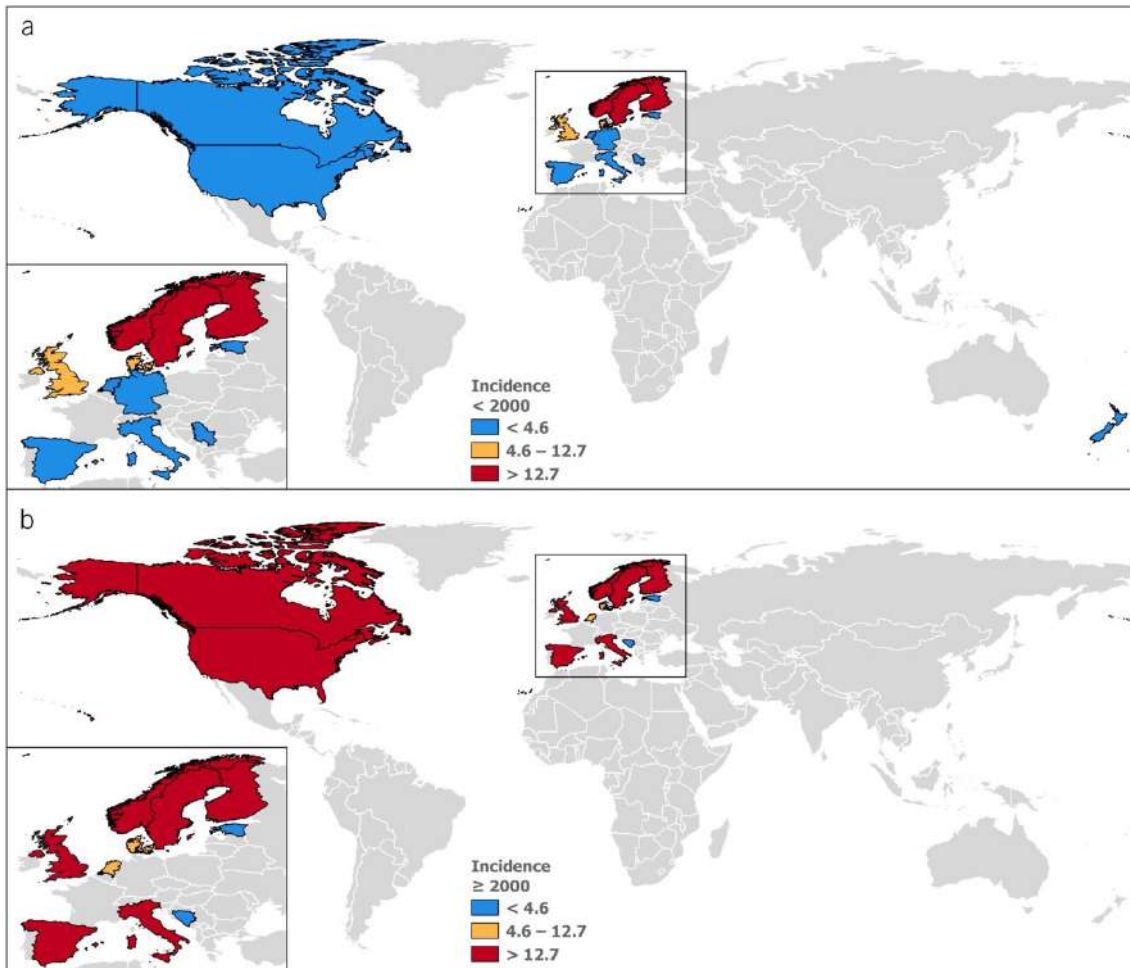 a
Incidence
< 2000
< 4.6
4.6 – 12.7
> 12.7
b
Incidence
≥ 2000
< 4.6
4.6 – 12.7
> 12.7